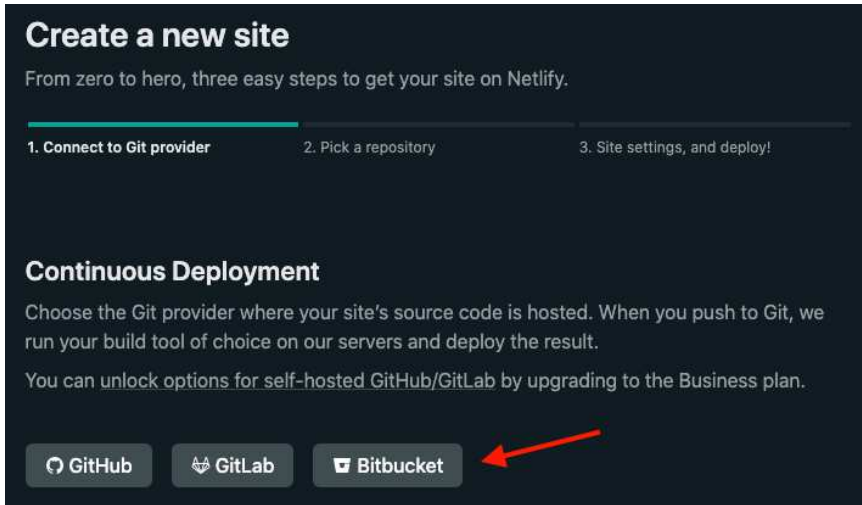 Create a new site
From zero to hero, three easy steps to get your site on Netlify.
1. Connect to Git provider
2. Pick a repository
3. Site settings, and deploy!
Continuous Deployment
Choose the Git provider where your site's source code is hosted. When you push to Git, we
run your build tool of choice on our servers and deploy the result.
You can unlock options for self-hosted GitHub/GitLab by upgrading to the Business plan.
GitHub
GitLab
Bitbucket